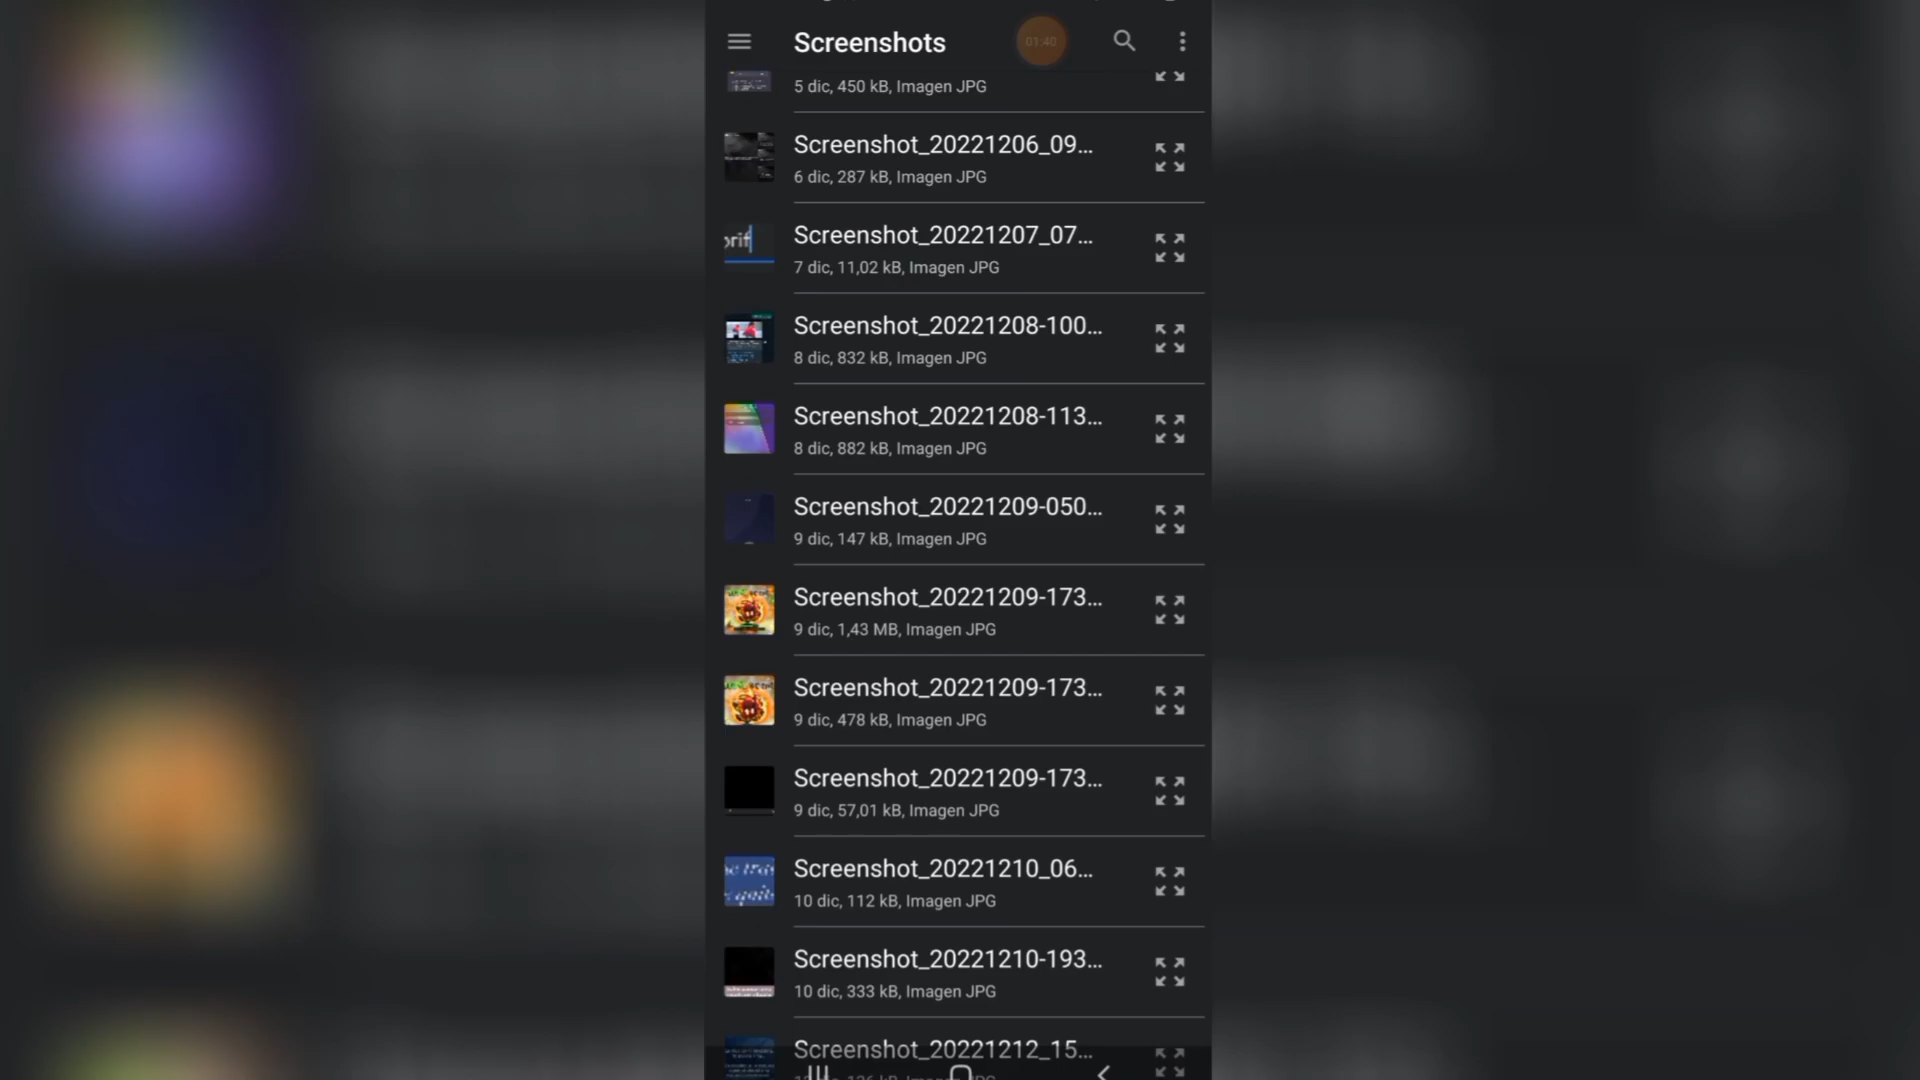 Screenshots
01:40
5 dic, 450 kB, Imagen JPG
Screenshot_20221206_09...
6 dic, 287 kB, Imagen JPG
orif
Screenshot_20221207_07...
7 dic, 11,02 kB, Imagen JPG
Screenshot_20221208-100...
8 dic, 832 kB, Imagen JPG
Screenshot_20221208-113...
8 dic, 882 kB, Imagen JPG
Screenshot_20221209-050...
9 dic, 147 kB, Imagen JPG
Screenshot_20221209-173...
9 dic, 1,43 MB, Imagen JPG
Screenshot_20221209-173...
9 dic, 478 kB, Imagen JPG
Screenshot_20221209-173...
9 dic, 57,01 kB, Imagen JPG
Screenshot_20221210_06...
10 dic, 112 kB, Imagen JPG
Screenshot_20221210-193...
10 dic, 333 kB, Imagen JPG
Screenshot_20221212_15...